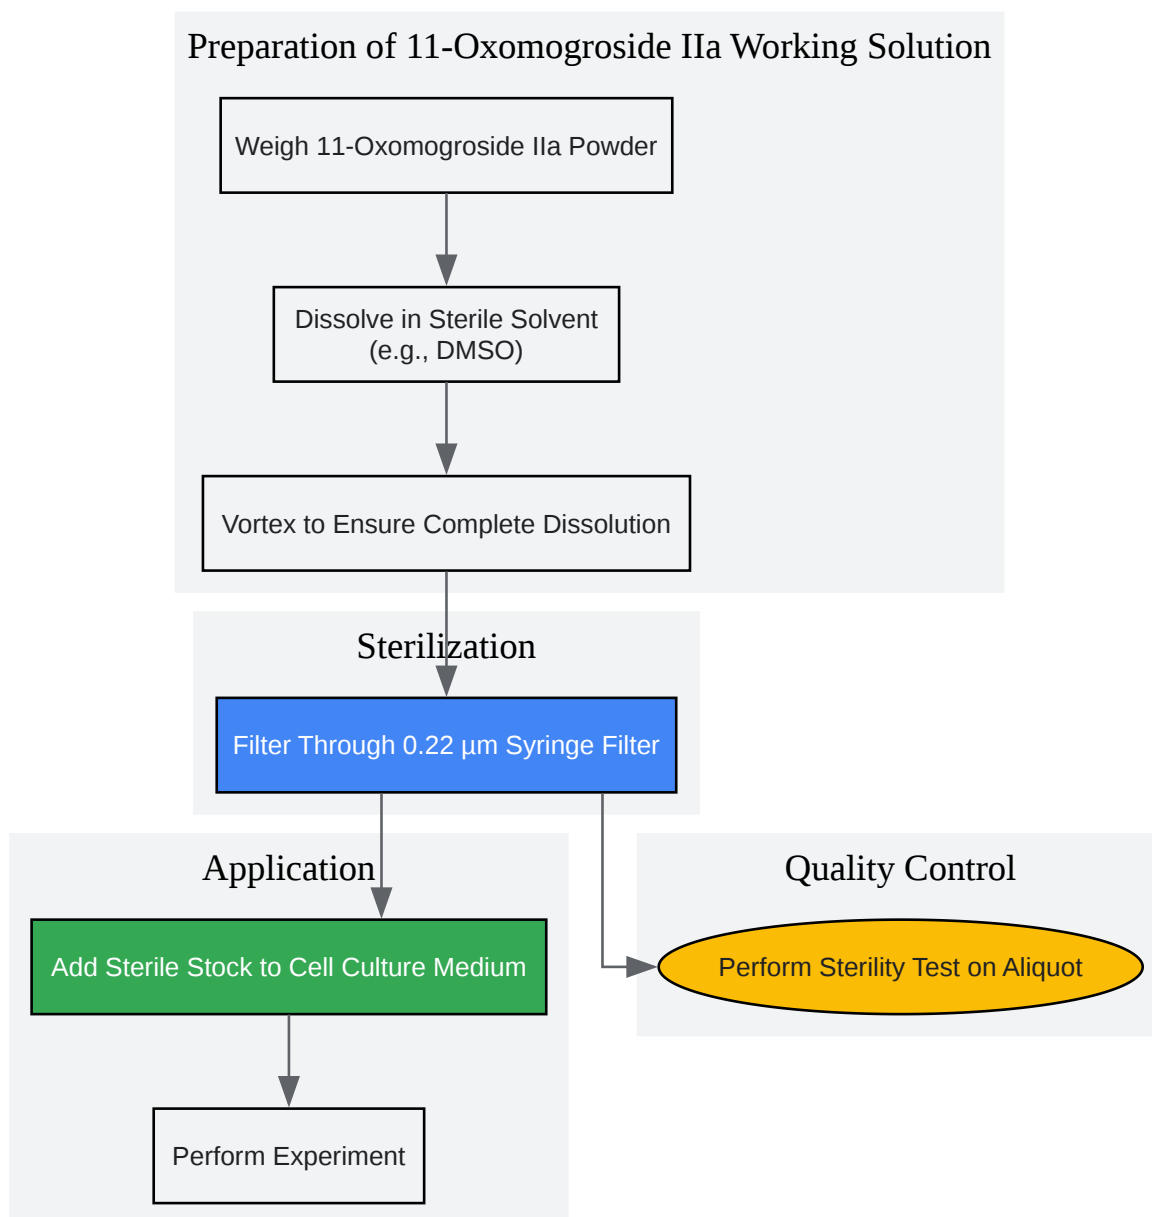 Preparation of 11-Oxomogroside IIa Working Solution
Weigh 11-Oxomogroside IIa Powder
Dissolve in Sterile Solvent
(e.g., DMSO)
Vortex to Ensure Complete Dissolution
Sterilization
Filter Through 0.22 µm Syringe Filter
Application
Quality Control
Add Sterile Stock to Cell Culture Medium
Perform Sterility Test on Aliquot
Perform Experiment